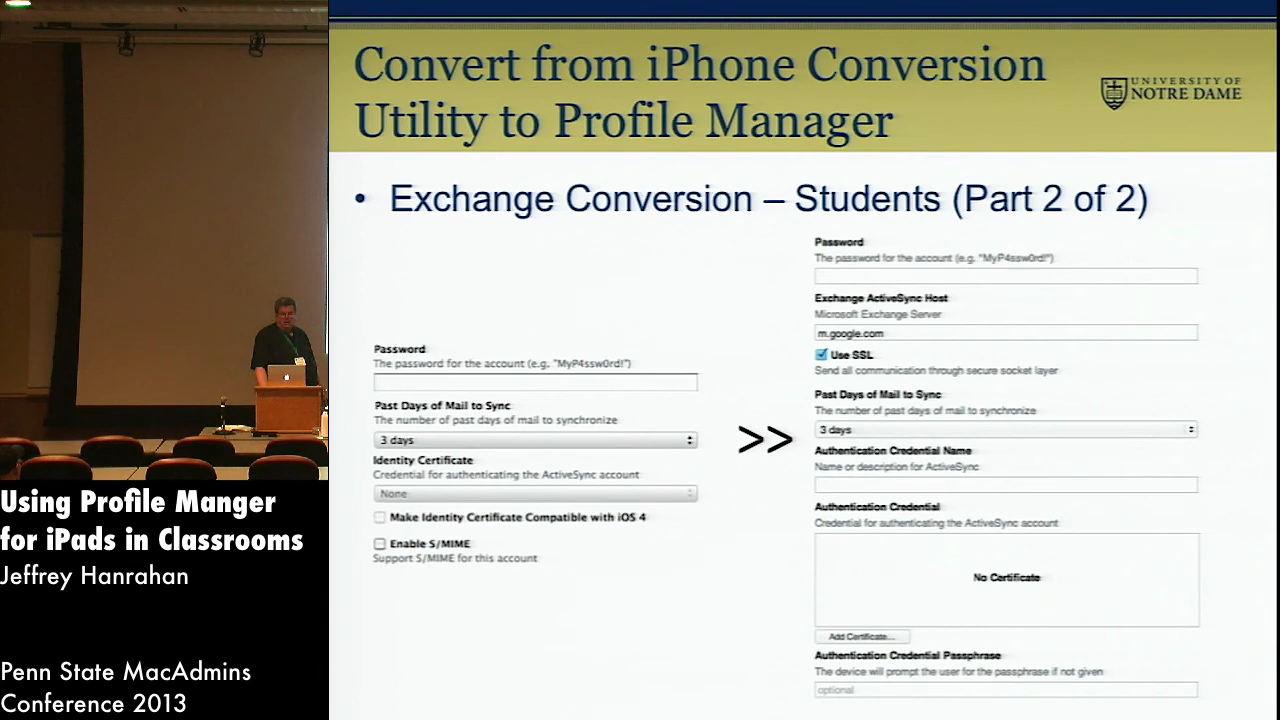 Convert from iPhone Conversion
Utility to Profile Manager
UNIVERSITY OF
NOTRE DAME
• Exchange Conversion – Students (Part 2 of 2)
Password
The password for the account (e.g. "MyP4ssw0rd!")
Past Days of Mail to Sync
The number of past days of mail to synchronize
3 days
Identity Certificate
Credential for authenticating the ActiveSync account
None
Make Identity Certificate Compatible with iOS 4
Enable S/MIME
Support S/MIME for this account
>>
Password
The password for the account (e.g. "MyP4ssw0rd!")
Exchange ActiveSync Host
Microsoft Exchange Server
m.google.com
Use SSL
Send all communication through secure socket layer
Past Days of Mail to Sync
The number of past days of mail to synchronize
3 days
Authentication Credential Name
Name or description for ActiveSync
Authentication Credential
Credential for authenticating the ActiveSync account
No Certificate
Add Certificate...
Authentication Credential Passphrase
The device will prompt the user for the passphrase if not given
optional
Using Profile Manger
for iPads in Classrooms
Jeffrey Hanrahan
Penn State MacAdmins
Conference 2013